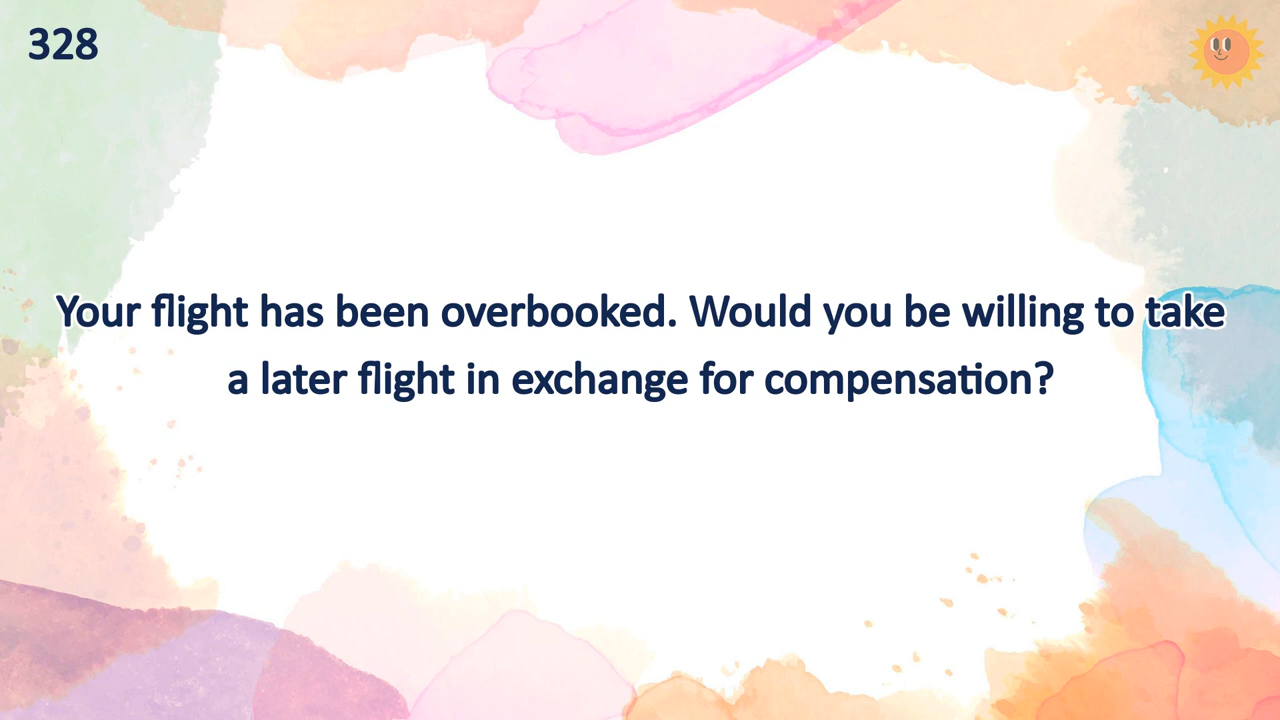 328
Your flight has been overbooked. Would you be willing to take
a later flight in exchange for compensation?